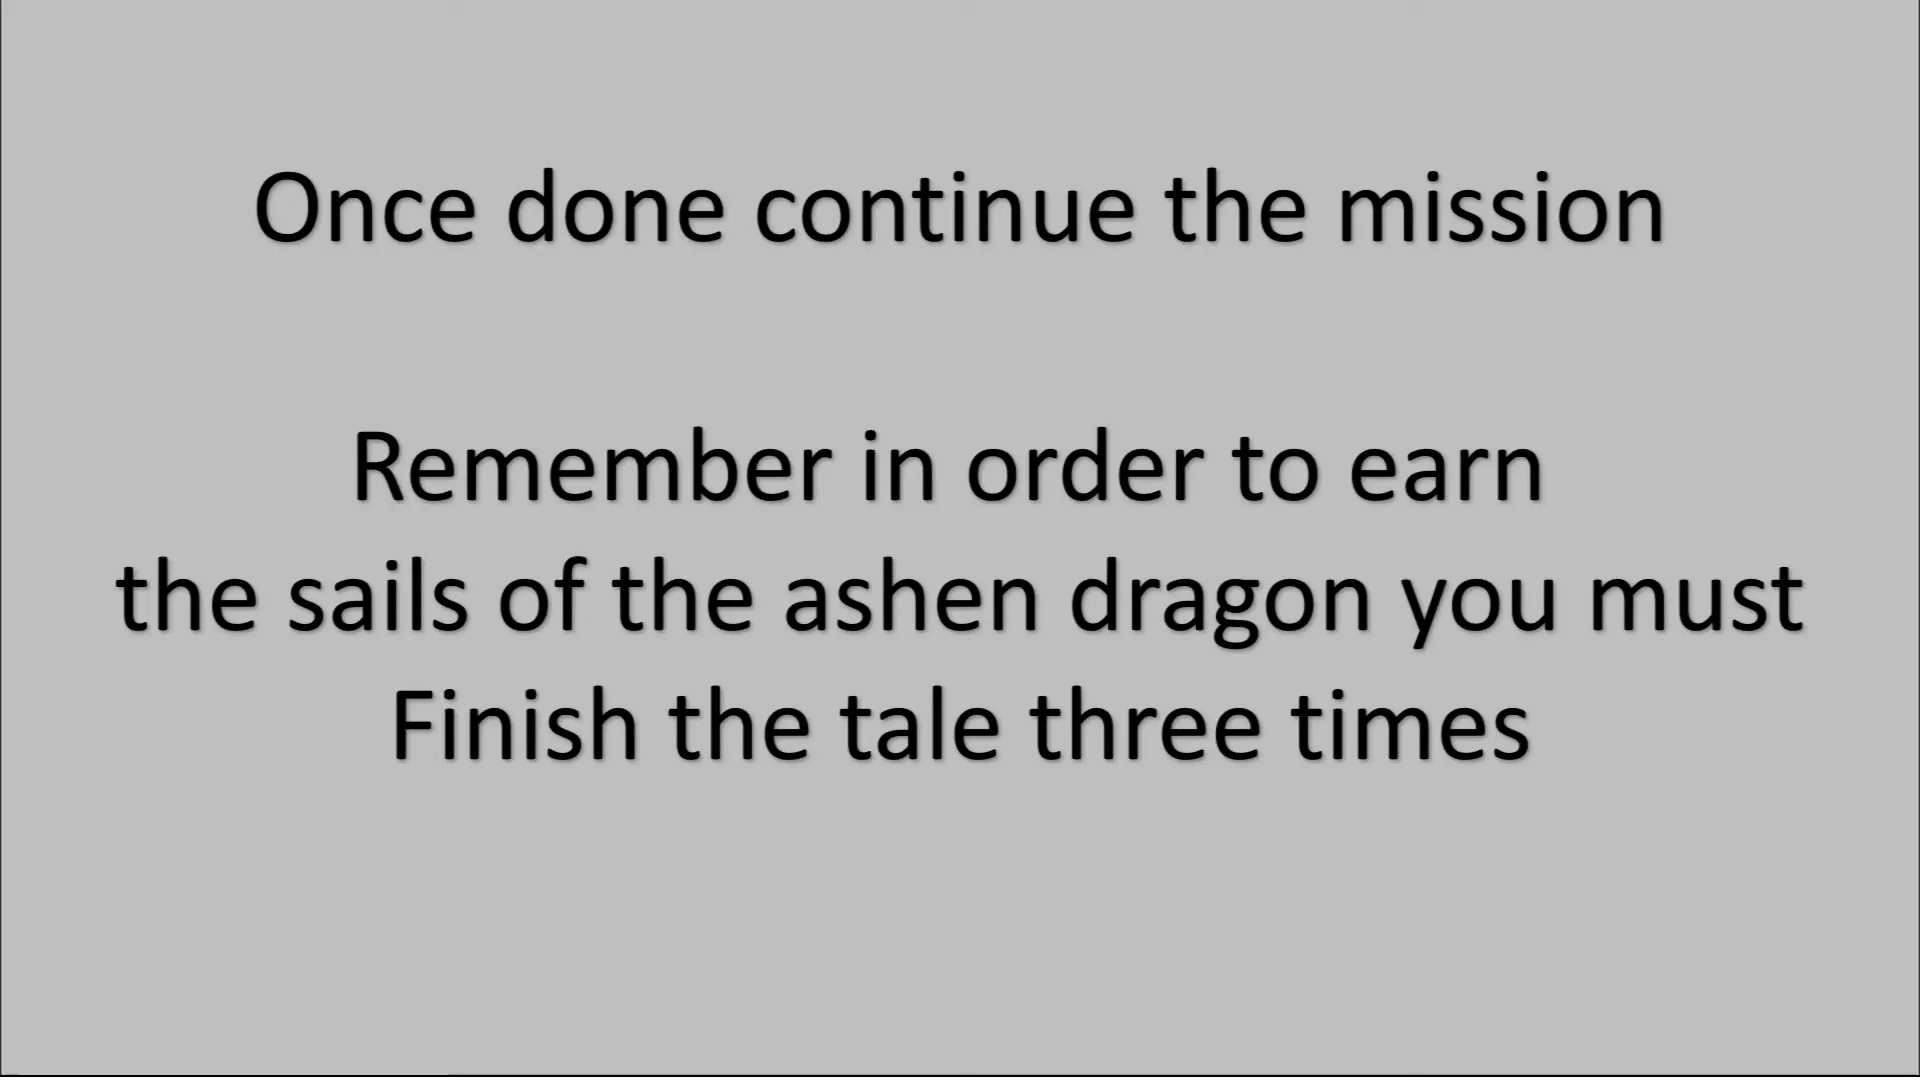 Once done continue the mission
Remember in order to earn
the sails of the ashen dragon you must
Finish the tale three times